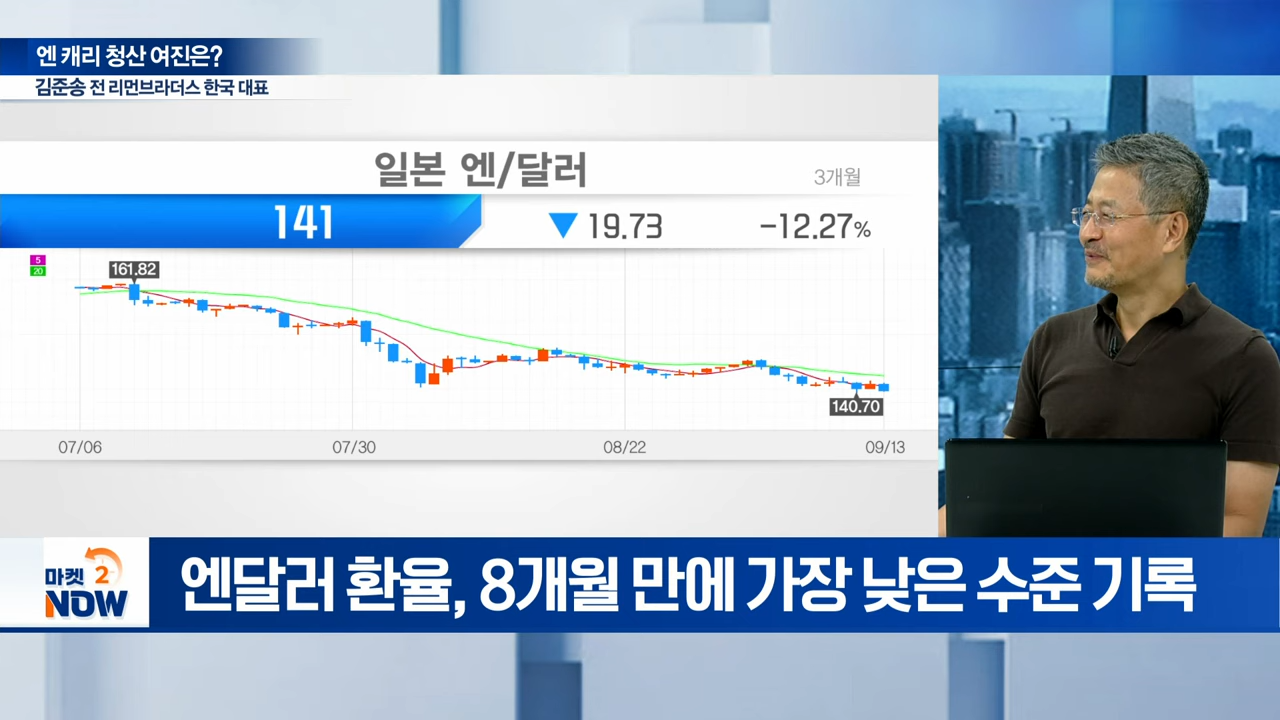 엔 캐리 청산 여진은?
김준송 전 리먼브라더스 한국 대표
일본 엔/달러
3개월
141
▼ 19.73
-12.27%
5
20
161.82
140.70
07/06
07/30
08/22
09/13
마켓 2
NOW
엔달러 환율, 8개월 만에 가장 낮은 수준 기록